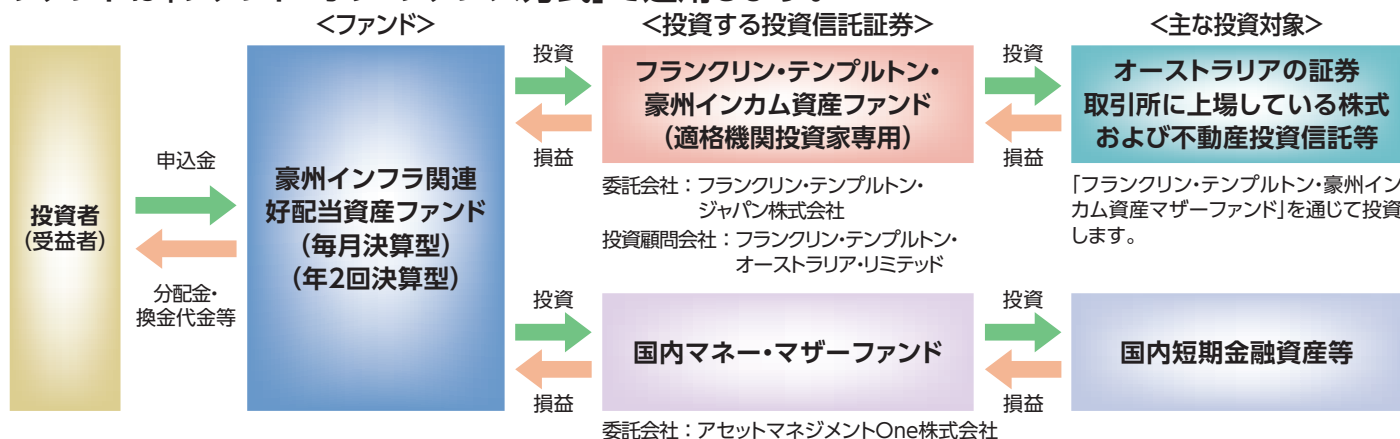 ＜ファンド＞
＜投資する投資信託証券＞
＜主な投資対象＞
投資者
(受益者)
申込金
分配金・
換金代金等
豪州インフラ関連
好配当資産ファンド
(毎月決算型)
(年2回決算型)
投資
損益
フランクリン・テンプルトン・
豪州インカム資産ファンド
(適格機関投資家専用)
投資
損益
オーストラリアの証券
取引所に上場している株式
および不動産投資信託等
委託会社：フランクリン・テンプルトン・
ジャパン株式会社
投資顧問会社：フランクリン・テンプルトン・
オーストラリア・リミテッド
「フランクリン・テンプルトン・豪州イン
カム資産マザーファンド」を通じて投資
します。
投資
損益
国内マネー・マザーファンド
投資
損益
国内短期金融資産等
委託会社：アセットマネジメントOne株式会社